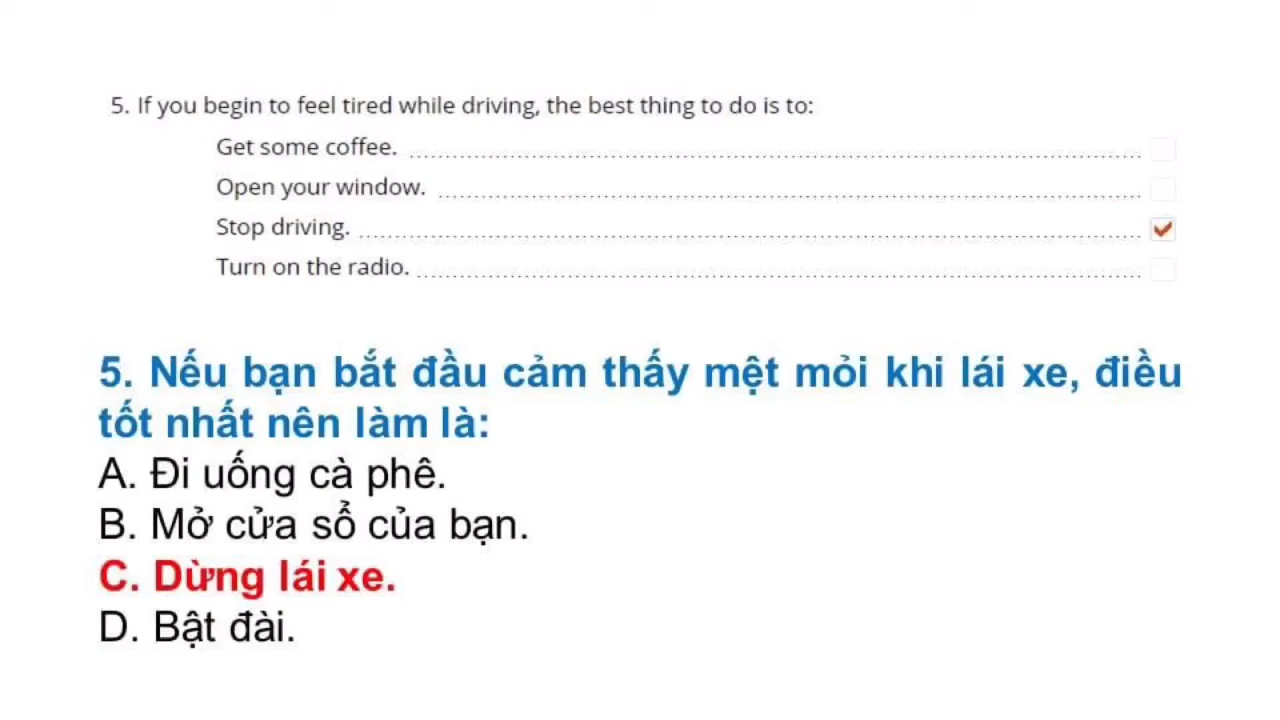 5. If you begin to feel tired while driving, the best thing to do is to:
Get some coffee.
Open your window.
Stop driving.
Turn on the radio.
5. Nếu bạn bắt đầu cảm thấy mệt mỏi khi lái xe, điều
tốt nhất nên làm là:
A. Đi uống cà phê.
B. Mở cửa sổ của bạn.
C. Dừng lái xe.
D. Bật đài.